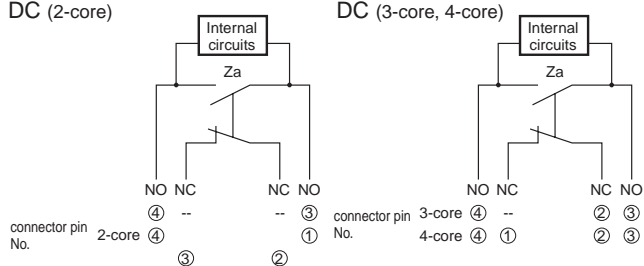 DC (2-core)
Internal
circuits
Za
NO NC NC NO
④ -- -- ③
connector pin
No.
2-core ④ ①
③ ②
DC (3-core, 4-core)
Internal
circuits
Za
NO NC NC NO
connector pin
No.
3-core ④ -- ② ③
4-core ④ ① ② ③